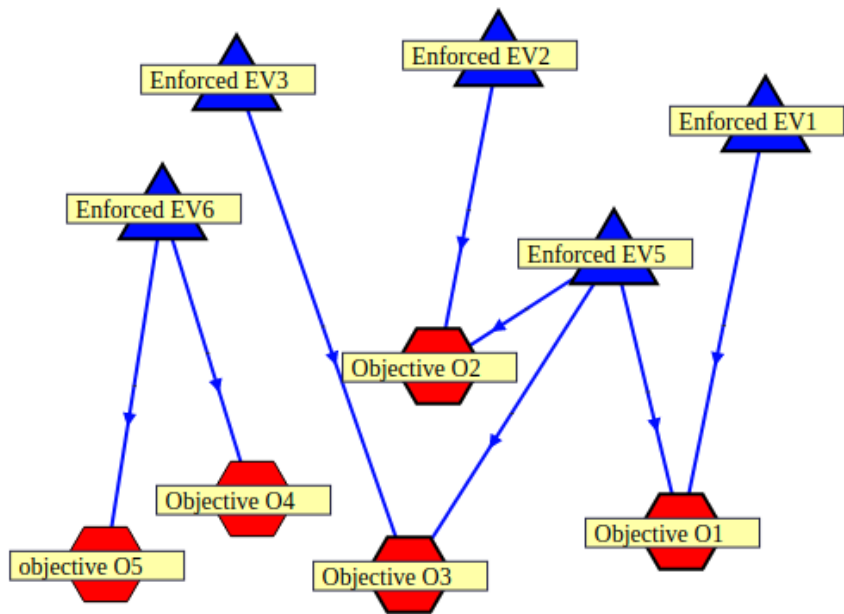 Enforced EV2
Enforced EV3
Enforced EV1
Enforced EV6
Enforced EV5
Objective O2
Objective O4
Objective O1
objective O5
Objective O3